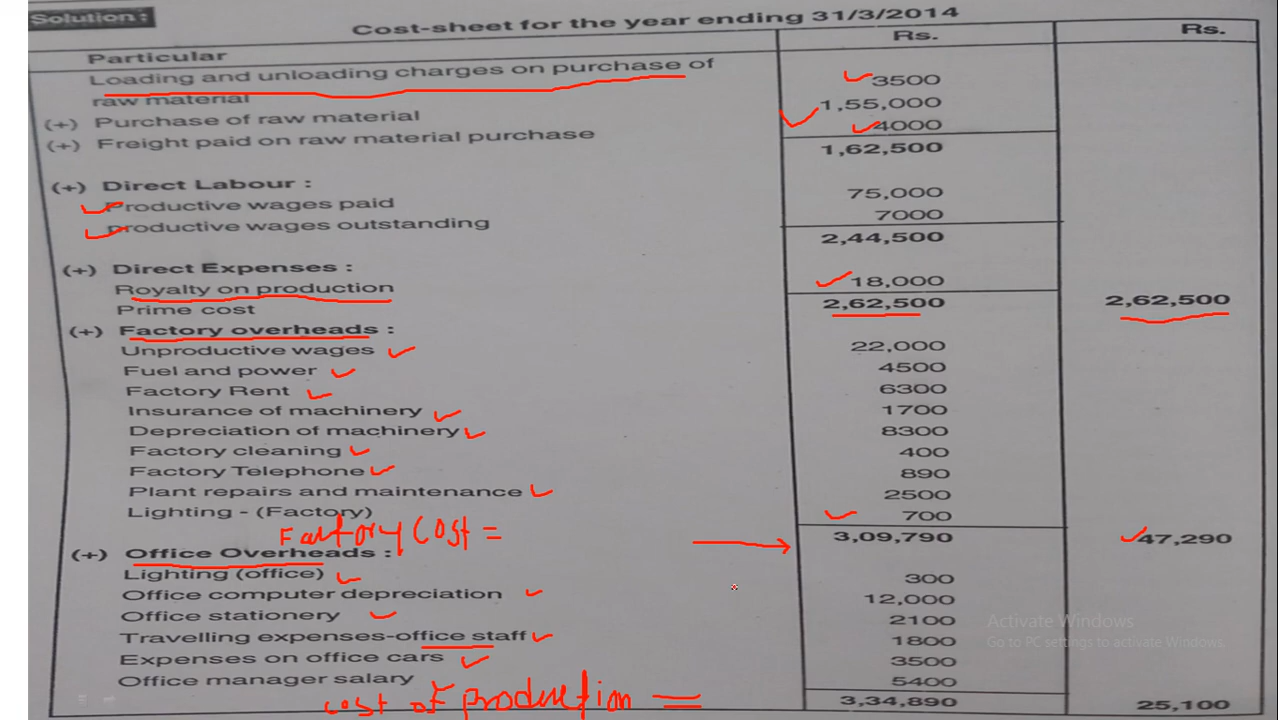 Solution:
Cost-sheet for the year ending 31/3/2014
Particular Rs. Rs.
Loading and unloading charges on purchase of
raw material 3500
(+) Purchase of raw material 1,55,000
(+) Freight paid on raw material purchase 4000
1,62,500
(+) Direct Labour :
Productive wages paid 75,000
productive wages outstanding 7000
2,44,500
(+) Direct Expenses :
Royalty on production 18,000
Prime cost 2,62,500 2,62,500
(+) Factory overheads :
Unproductive wages 22,000
Fuel and power 4500
Factory Rent 6300
Insurance of machinery 1700
Depreciation of machinery 8300
Factory cleaning 400
Factory Telephone 890
Plant repairs and maintenance 2500
Lighting - (Factory) 700
Factory Cost = 3,09,790 47,290
(+) Office Overheads :
Lighting (office) 300
Office computer depreciation 12,000
Office stationery 2100
Travelling expenses-office staff 1800
Expenses on office cars 3500
Office manager salary 5400
cost of production = 3,34,890 25,100
Activate Windows
Go to PC settings to activate Windows.